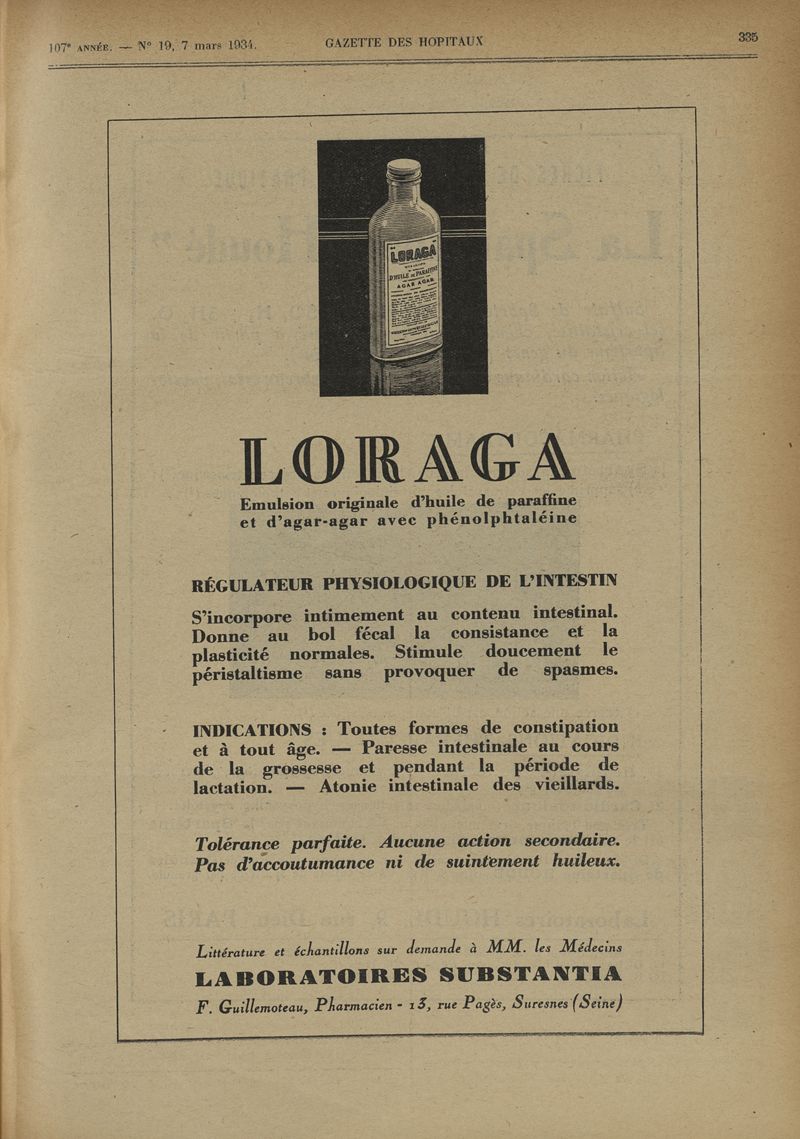 107e ANNÉE. — N° 19, 7 mars 1934.
GAZETTE DES HOPITAUX
335
LORAGA
D'HUILE DE PARAFFINE
AGAR AGAR
LORAGA
Emulsion originale d'huile de paraffine
et d'agar-agar avec phénolphtaléine
RÉGULATEUR PHYSIOLOGIQUE DE L'INTESTIN
S'incorpore intimement au contenu intestinal.
Donne au bol fécal la consistance et la
plasticité normales. Stimule doucement le
péristaltisme sans provoquer de spasmes.
INDICATIONS : Toutes formes de constipation
et à tout âge. — Paresse intestinale au cours
de la grossesse et pendant la période de
lactation. — Atonie intestinale des vieillards.
Tolérance parfaite. Aucune action secondaire.
Pas d'accoutumance ni de suintement huileux.
Littérature et échantillons sur demande à MM. les Médecins
LABORATOIRES SUBSTANTIA
F. Guillemoteau, Pharmacien - 13, rue Pagès, Suresnes (Seine)